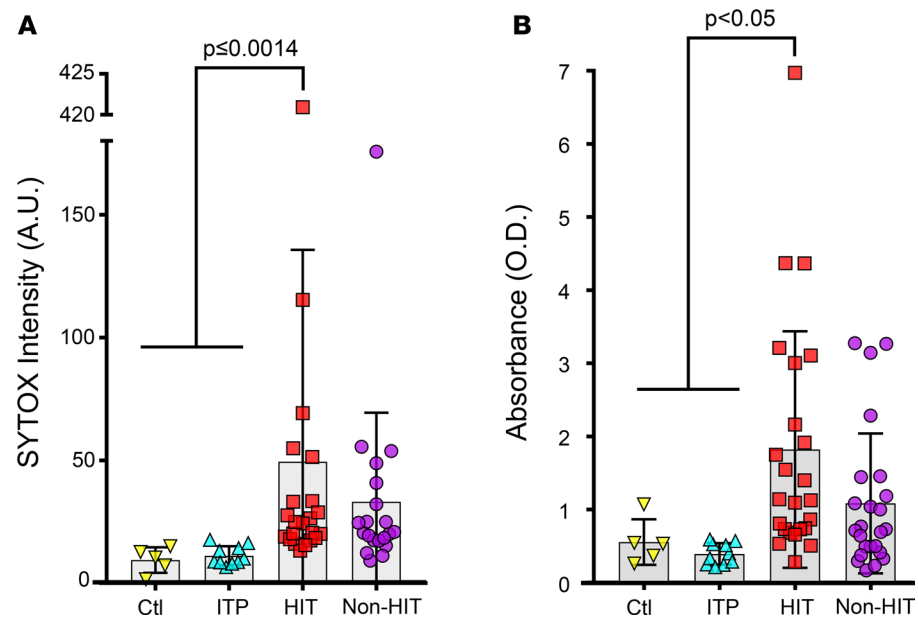 A
p≤0.0014
425
420
150
100
50
0
SYTOX Intensity (A.U.)
Ctl ITP HIT Non-HIT
B
p<0.05
7
6
5
4
3
2
1
0
Absorbance (O.D.)
Ctl ITP HIT Non-HIT